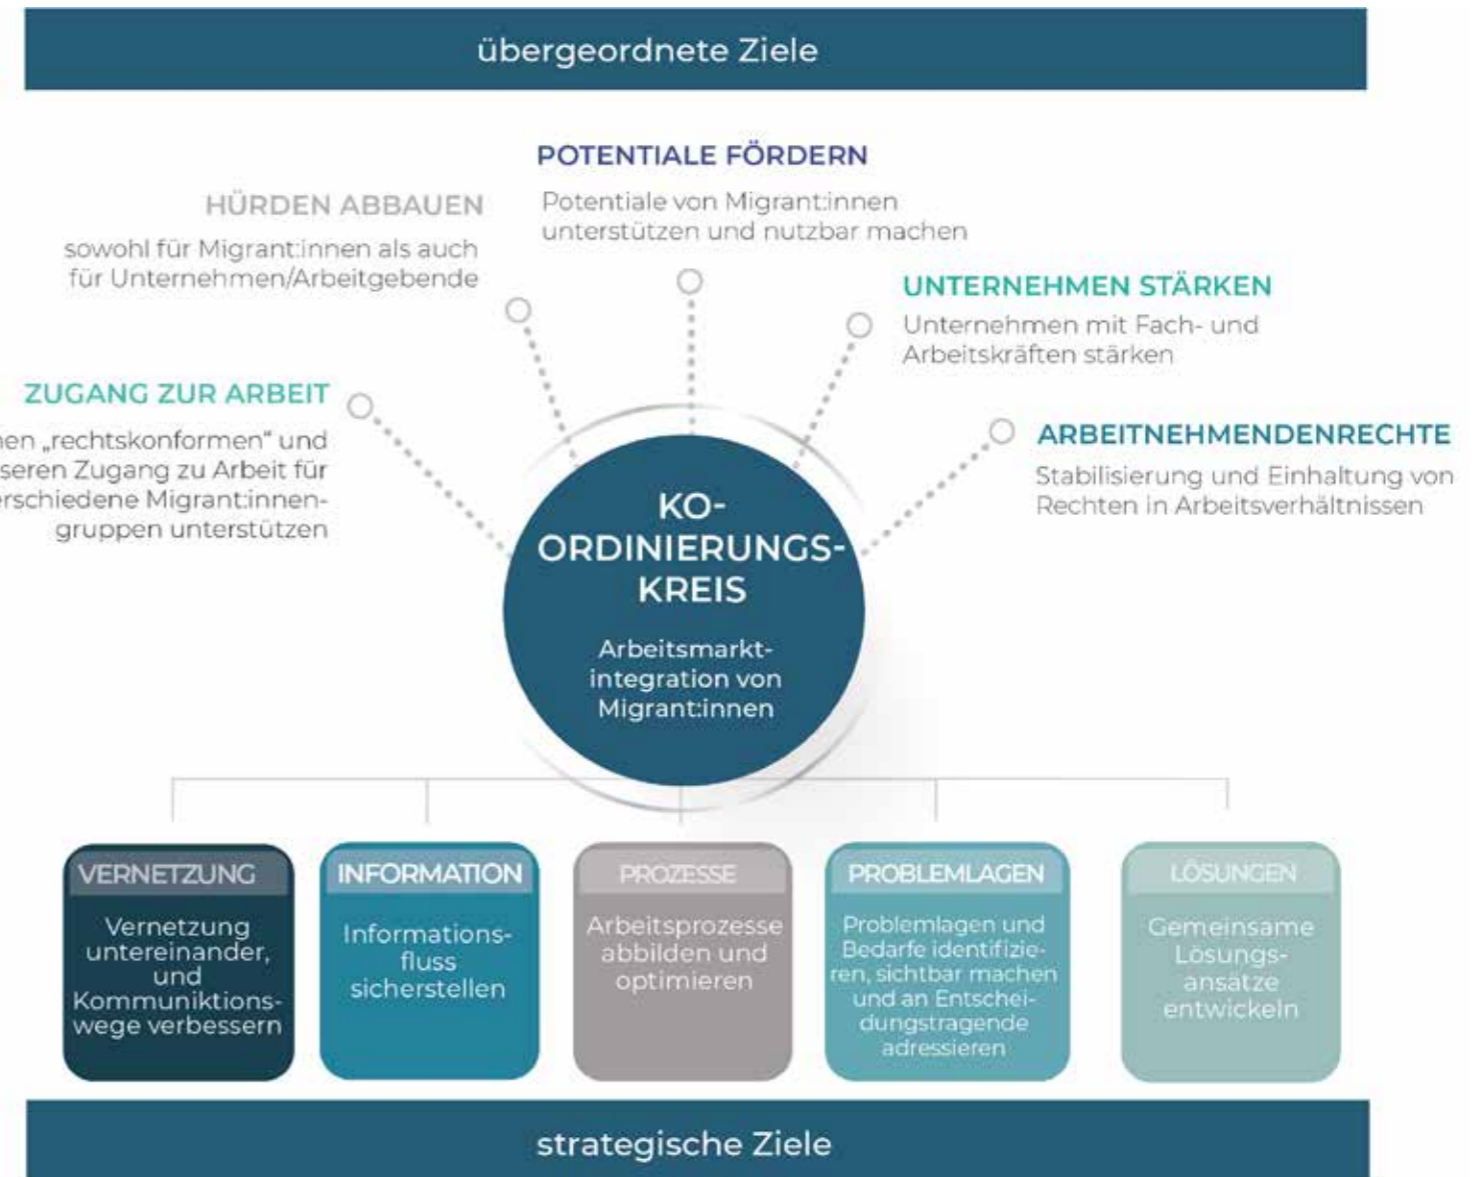 übergeordnete Ziele
POTENTIALE FÖRDERN
Potentiale von Migrant:innen
unterstützen und nutzbar machen
HÜRDEN ABBAUEN
sowohl für Migrant:innen als auch
für Unternehmen/Arbeitgebende
UNTERNEHMEN STÄRKEN
Unternehmen mit Fach- und
Arbeitskräften stärken
ZUGANG ZUR ARBEIT
„rechtskonformen“ und
Zugang zu Arbeit für
Migrant:innen-
gruppen unterstützen
ARBEITNEHMENDENRECHTE
Stabilisierung und Einhaltung von
Rechten in Arbeitsverhältnissen
KO-
ORDINIERUNGS-
KREIS
Arbeitsmarkt-
integration von
Migrant:innen
VERNETZUNG
Vernetzung
untereinander,
und
Kommuniktions-
wege verbessern
INFORMATION
Informations-
fluss
sicherstellen
PROZESSE
Arbeitsprozesse
abbilden und
optimieren
PROBLEMLAGEN
Problemlagen und
Bedarfe identifizie-
ren, sichtbar machen
und an Entschei-
dungstragende
adressieren
LÖSUNGEN
Gemeinsame
Lösungs-
ansätze
entwickeln
strategische Ziele